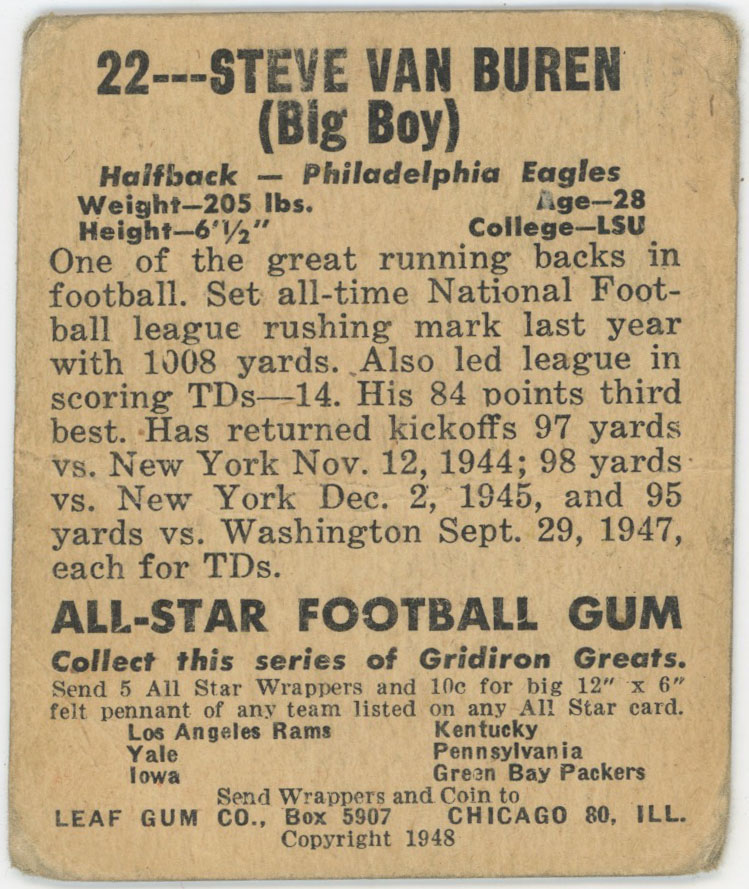 22---STEVE VAN BUREN
(Big Boy)
Halfback — Philadelphia Eagles
Weight—205 lbs. Age—28
Height—6'½" College—LSU
One of the great running backs in
football. Set all-time National Foot-
ball league rushing mark last year
with 1008 yards. Also led league in
scoring TDs—14. His 84 points third
best. Has returned kickoffs 97 yards
vs. New York Nov. 12, 1944; 98 yards
vs. New York Dec. 2, 1945, and 95
yards vs. Washington Sept. 29, 1947,
each for TDs.
ALL-STAR FOOTBALL GUM
Collect this series of Gridiron Greats.
Send 5 All Star Wrappers and 10c for big 12" x 6"
felt pennant of any team listed on any All Star card.
Los Angeles Rams Kentucky
Yale Pennsylvania
Iowa Green Bay Packers
Send Wrappers and Coin to
LEAF GUM CO., Box 5907 CHICAGO 80, ILL.
Copyright 1948